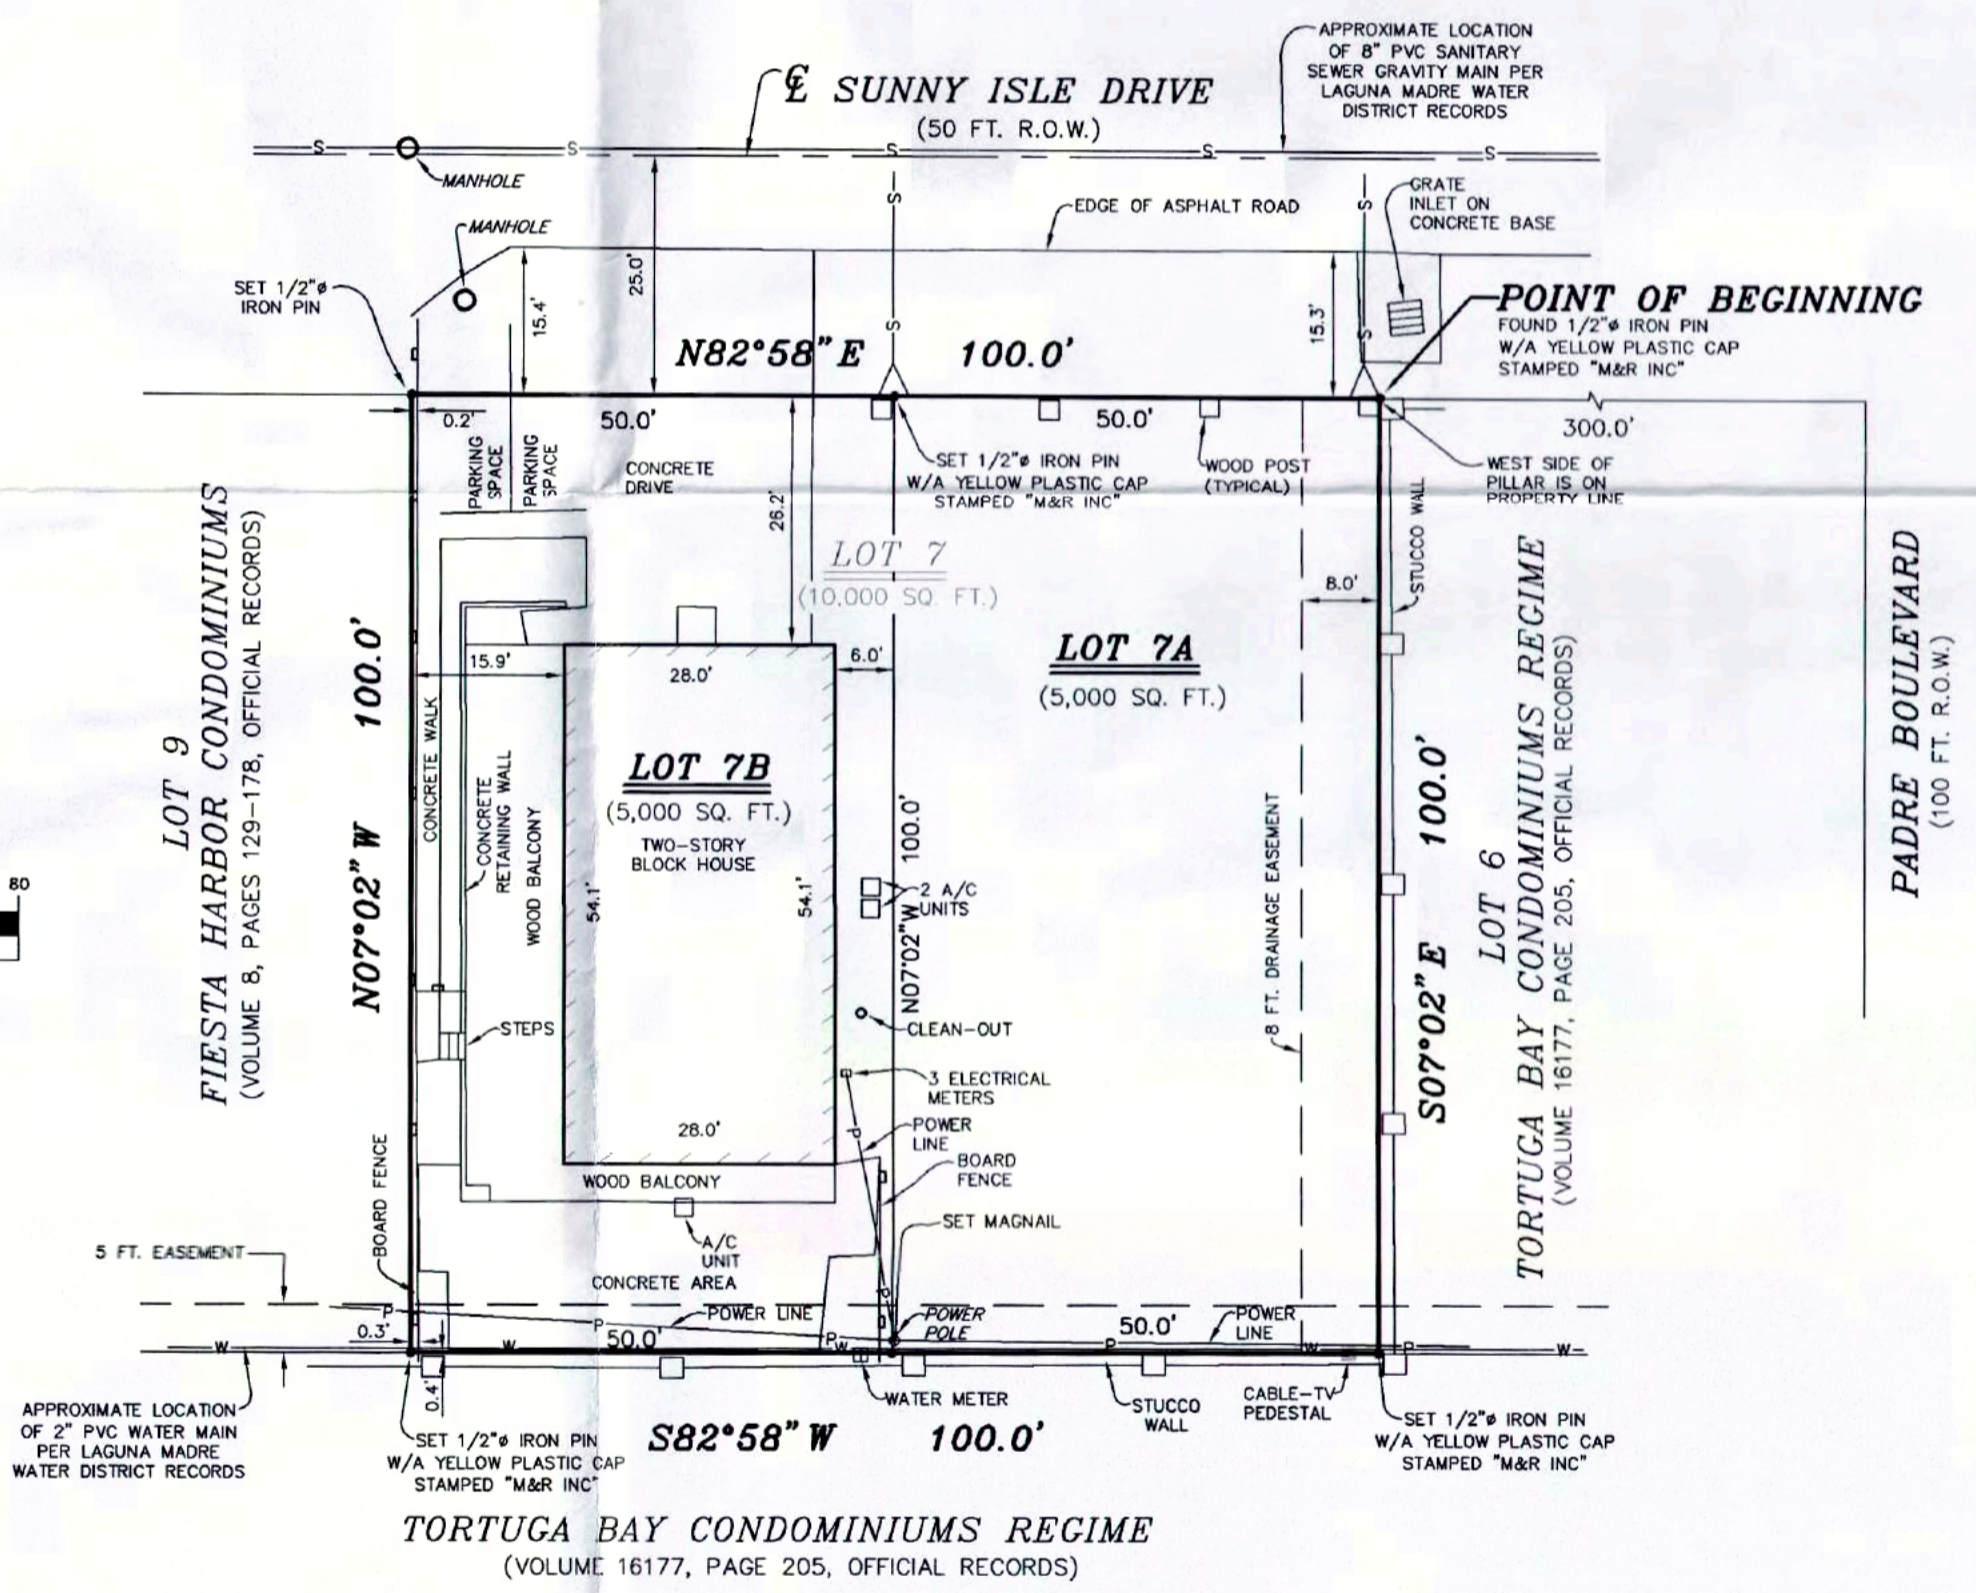 APPROXIMATE LOCATION
OF 8" PVC SANITARY
SEWER GRAVITY MAIN PER
LAGUNA MADRE WATER
DISTRICT RECORDS
℄ SUNNY ISLE DRIVE
(50 FT. R.O.W.)
S
S
S
S
S
MANHOLE
S
S
GRATE
INLET ON
CONCRETE BASE
EDGE OF ASPHALT ROAD
MANHOLE
25.0'
SET 1/2"ø
IRON PIN
15.4'
S
15.3'
S
POINT OF BEGINNING
FOUND 1/2"ø IRON PIN
W/A YELLOW PLASTIC CAP
STAMPED "M&R INC"
N82°58" E 100.0'
0.2'
50.0'
50.0'
300.0'
PARKING
SPACE
PARKING
SPACE
CONCRETE
DRIVE
26.2'
SET 1/2"ø IRON PIN
W/A YELLOW PLASTIC CAP
STAMPED "M&R INC"
WOOD POST
(TYPICAL)
WEST SIDE OF
PILLAR IS ON
PROPERTY LINE
STUCCO WALL
LOT 7
(10,000 SQ. FT.)
8.0'
LOT 9
FIESTA HARBOR CONDOMINIUMS
(VOLUME 8, PAGES 129-178, OFFICIAL RECORDS)
N07°02" W 100.0'
15.9'
28.0'
6.0'
LOT 7A
(5,000 SQ. FT.)
CONCRETE WALK
CONCRETE
RETAINING WALL
WOOD BALCONY
LOT 7B
(5,000 SQ. FT.)
TWO-STORY
BLOCK HOUSE
54.1'
54.1'
N07°02"W 100.0'
2 A/C
UNITS
8 FT. DRAINAGE EASEMENT
S07°02" E 100.0'
LOT 6
TORTUGA BAY CONDOMINIUMS REGIME
(VOLUME 16177, PAGE 205, OFFICIAL RECORDS)
PADRE BOULEVARD
(100 FT. R.O.W.)
80
STEPS
CLEAN-OUT
3 ELECTRICAL
METERS
P
POWER
LINE
28.0'
BOARD
FENCE
BOARD FENCE
WOOD BALCONY
SET MAGNAIL
A/C
UNIT
5 FT. EASEMENT
CONCRETE AREA
P
P
POWER LINE
P
POWER
POLE
50.0'
POWER
LINE
0.3'
50.0'
P
P
P
W
W
W
W
W
0.4'
WATER METER
STUCCO
WALL
CABLE-TV
PEDESTAL
APPROXIMATE LOCATION
OF 2" PVC WATER MAIN
PER LAGUNA MADRE
WATER DISTRICT RECORDS
SET 1/2"ø IRON PIN
W/A YELLOW PLASTIC CAP
STAMPED "M&R INC"
S82°58" W 100.0'
SET 1/2"ø IRON PIN
W/A YELLOW PLASTIC CAP
STAMPED "M&R INC"
TORTUGA BAY CONDOMINIUMS REGIME
(VOLUME 16177, PAGE 205, OFFICIAL RECORDS)